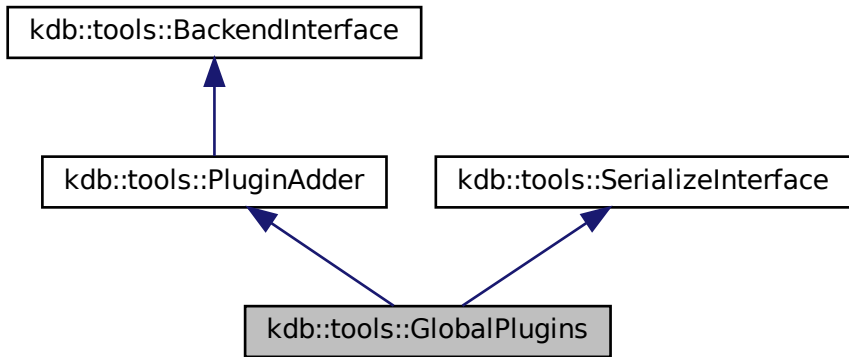 kdb::tools::BackendInterface
kdb::tools::PluginAdder
kdb::tools::SerializeInterface
kdb::tools::GlobalPlugins